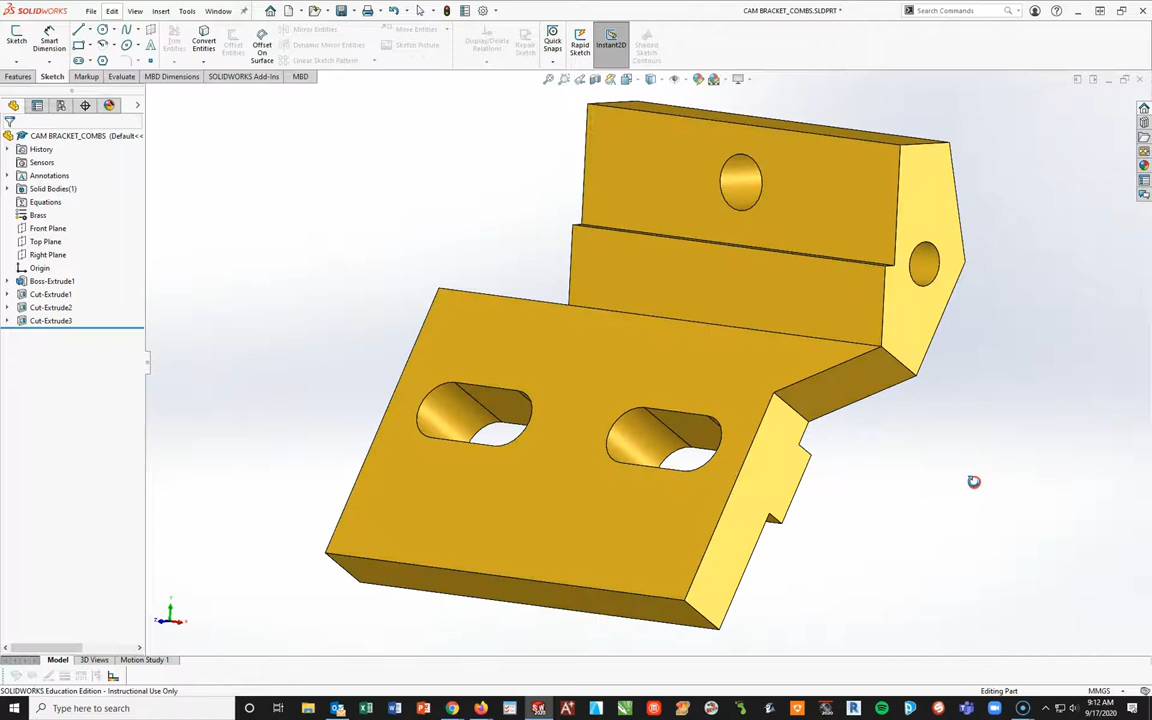 SOLIDWORKS File Edit View Insert Tools Window CAM BRACKET_COMBS.SLDPRT * Search Commands
Sketch Smart Dimension Trim Entities Convert Entities Offset Entities Offset On Surface Mirror Entities Dynamic Mirror Entities Linear Sketch Pattern Move Entities Sketch Picture Display/Delete Relations Repair Sketch Quick Snaps Rapid Sketch Instant2D Shaded Sketch Contours
Features Sketch Markup Evaluate MBD Dimensions SOLIDWORKS Add-Ins MBD
CAM BRACKET_COMBS (Default<<
History
Sensors
Annotations
Solid Bodies(1)
Equations
Brass
Front Plane
Top Plane
Right Plane
Origin
Boss-Extrude1
Cut-Extrude1
Cut-Extrude2
Cut-Extrude3
Model 3D Views Motion Study 1
SOLIDWORKS Education Edition - Instructional Use Only Editing Part MMGS
Type here to search 9:12 AM
9/17/2020